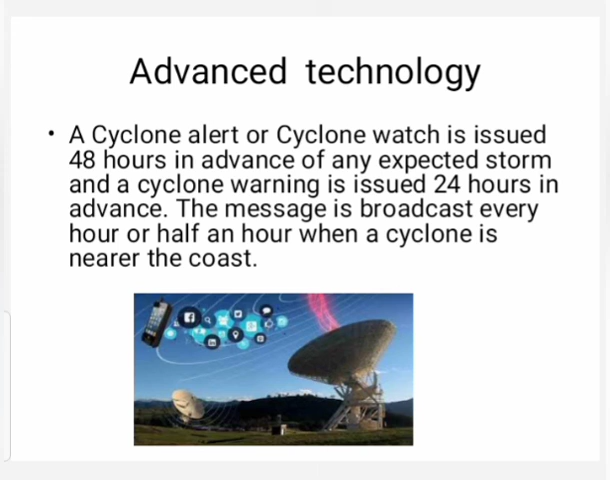 Advanced technology
• A Cyclone alert or Cyclone watch is issued
48 hours in advance of any expected storm
and a cyclone warning is issued 24 hours in
advance. The message is broadcast every
hour or half an hour when a cyclone is
nearer the coast.